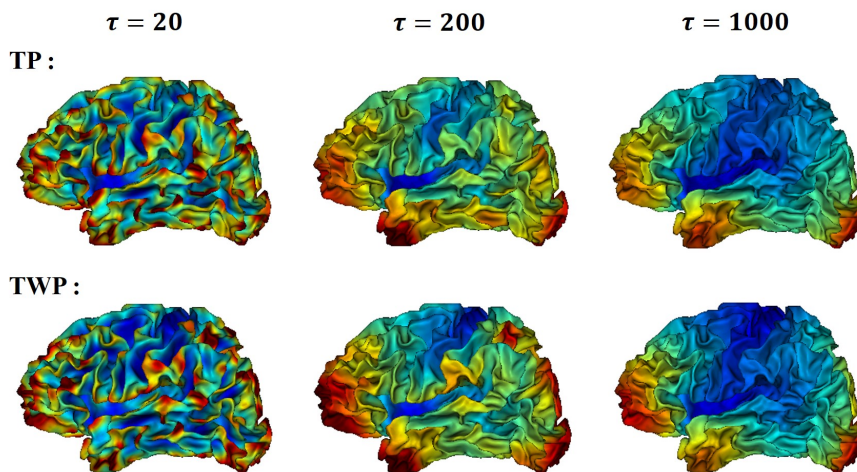 τ = 20 τ = 200 τ = 1000
TP :
TWP :